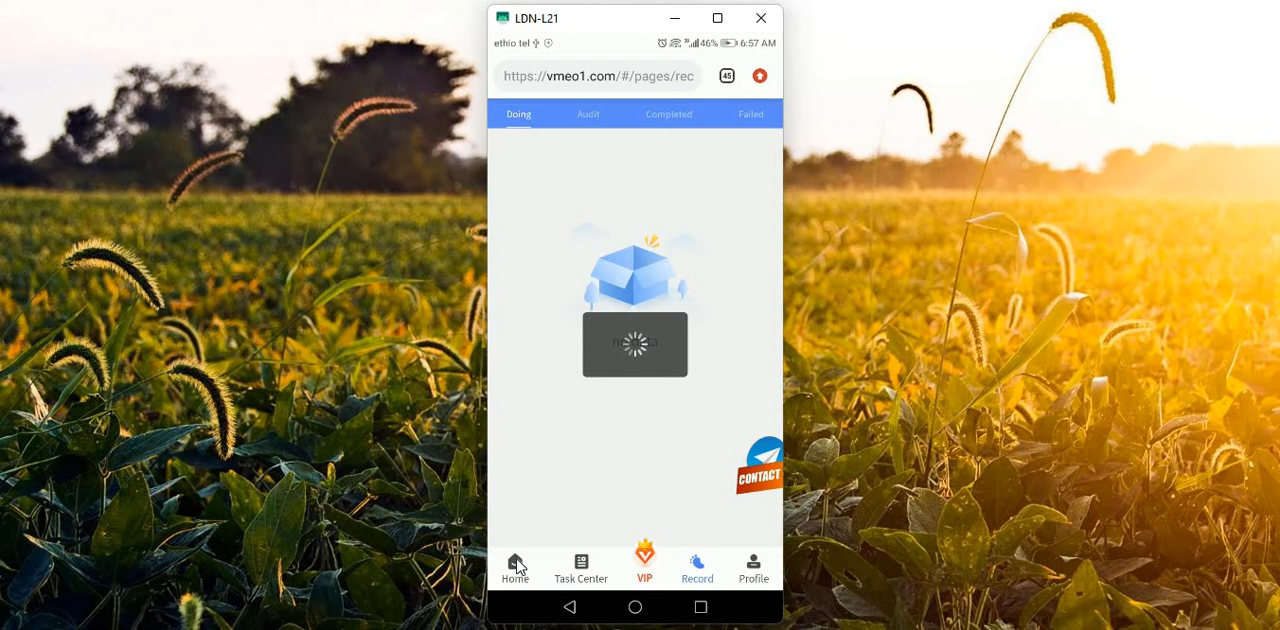 LDN-L21
ethio tel 46% 6:57 AM
https://vmeo1.com/#/pages/rec 45
Doing Audit Completed Failed
CONTACT
Home Task Center VIP Record Profile